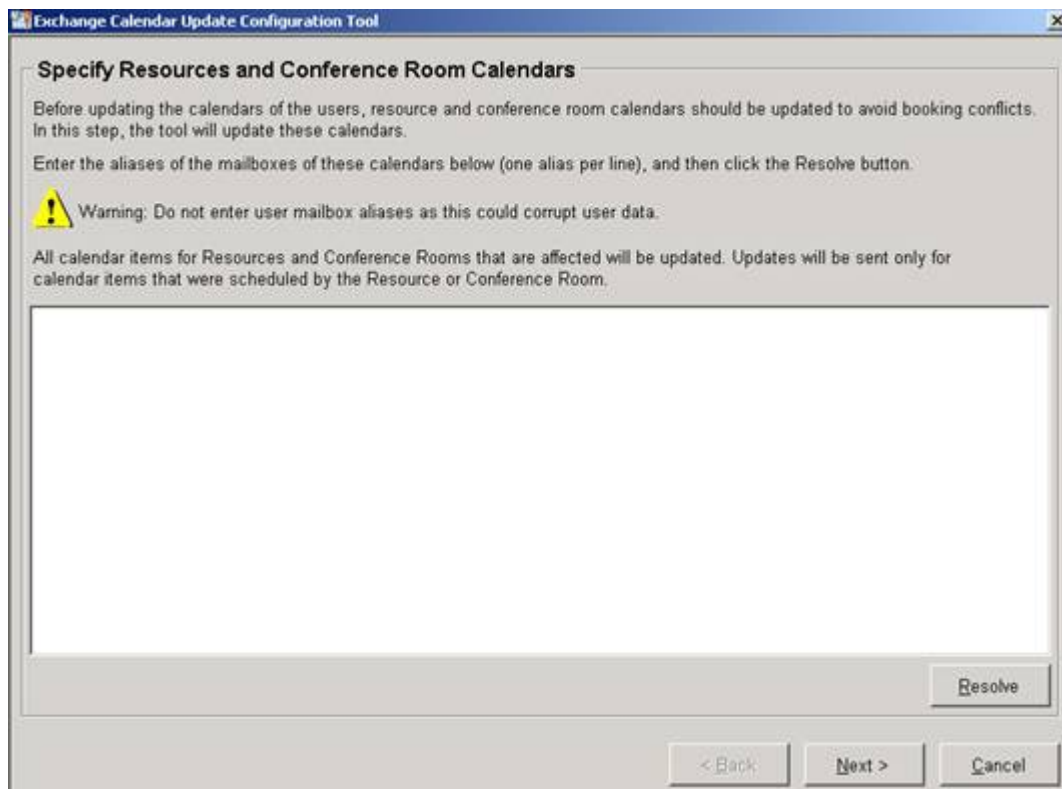 Exchange Calendar Update Configuration Tool
Specify Resources and Conference Room Calendars
Before updating the calendars of the users, resource and conference room calendars should be updated to avoid booking conflicts.
In this step, the tool will update these calendars.
Enter the aliases of the mailboxes of these calendars below (one alias per line), and then click the Resolve button.
Warning: Do not enter user mailbox aliases as this could corrupt user data.
All calendar items for Resources and Conference Rooms that are affected will be updated. Updates will be sent only for
calendar items that were scheduled by the Resource or Conference Room.
Resolve
< Back Next > Cancel